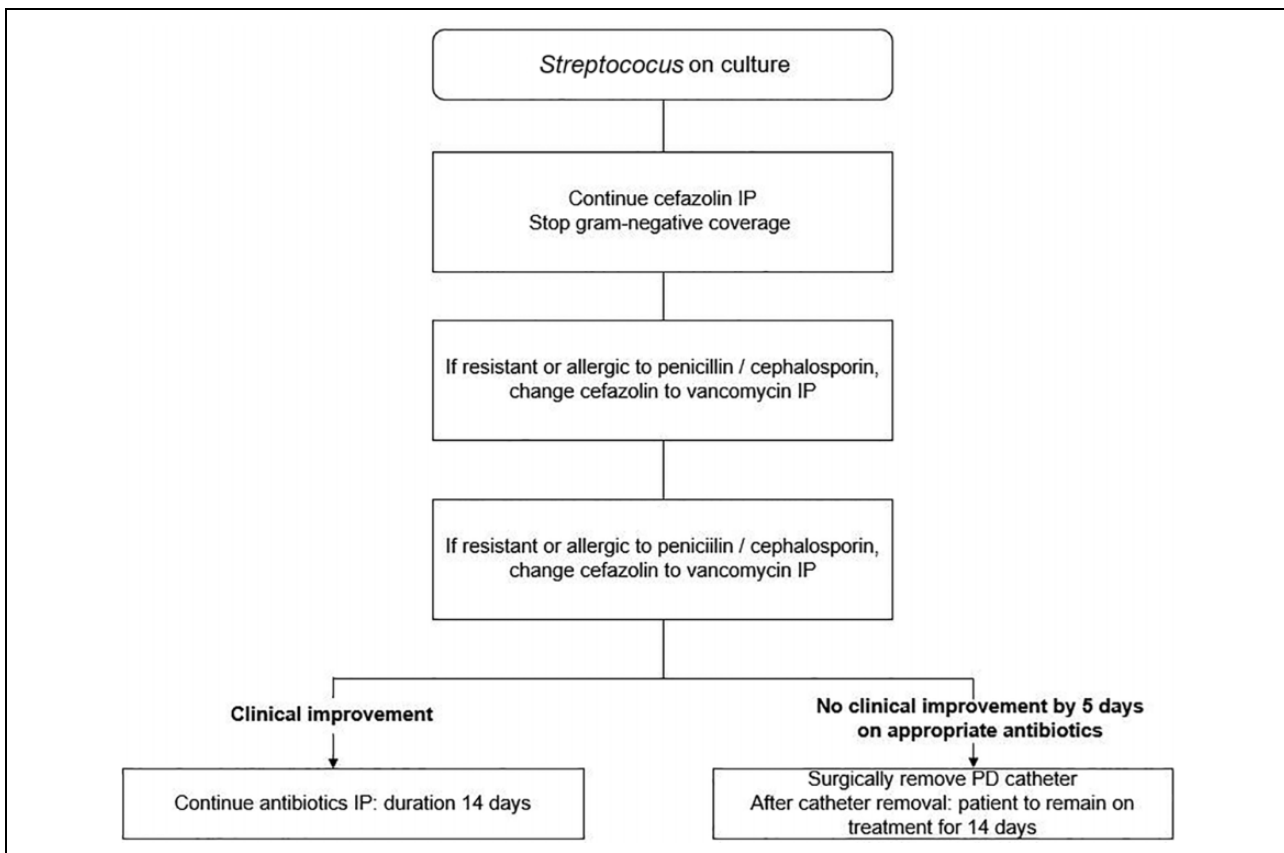 Streptococus on culture
Continue cefazolin IP
Stop gram-negative coverage
If resistant or allergic to penicillin / cephalosporin,
change cefazolin to vancomycin IP
If resistant or allergic to peniciilin / cephalosporin,
change cefazolin to vancomycin IP
Clinical improvement
No clinical improvement by 5 days
on appropriate antibiotics
Continue antibiotics IP: duration 14 days
Surgically remove PD catheter
After catheter removal: patient to remain on
treatment for 14 days